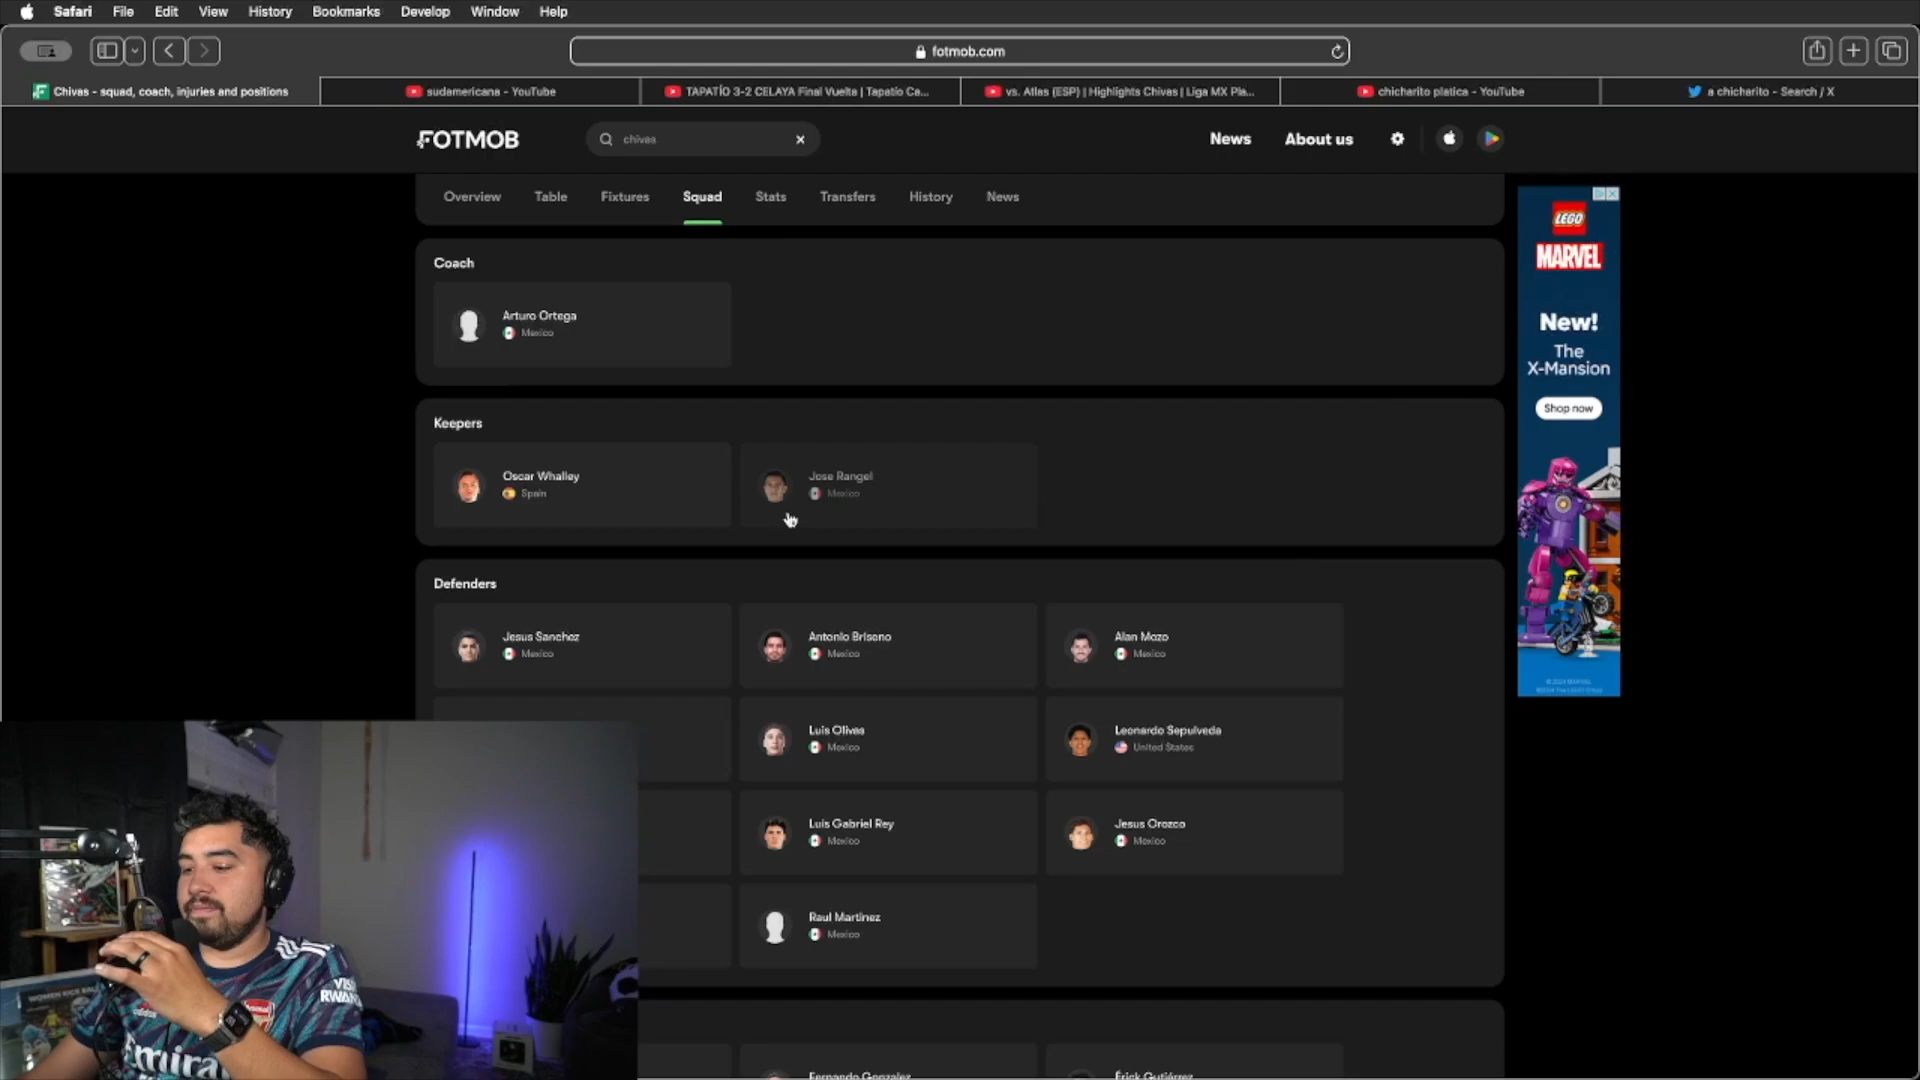 Safari File Edit View History Bookmarks Develop Window Help
fotmob.com
Chivas - squad, coach, injuries and positions
sudamericana - YouTube
TAPATÍO 3-2 CELAYA Final Vuelta | Tapatío Ca...
vs. Atlas (ESP) | Highlights Chivas | Liga MX Pla...
chicharito platica - YouTube
a chicharito - Search / X
FOTMOB
chivas
News
About us
Overview
Table
Fixtures
Squad
Stats
Transfers
History
News
Coach
Arturo Ortega
Mexico
Keepers
Oscar Whalley
Spain
Jose Rangel
Mexico
Defenders
Jesus Sanchez
Mexico
Antonio Briseno
Mexico
Alan Mozo
Mexico
Luis Olivas
Mexico
Leonardo Sepulveda
United States
Luis Gabriel Rey
Mexico
Jesus Orozco
Mexico
Raul Martinez
Mexico
Fernando Gonzalez
Érick Gutiérrez
LEGO
MARVEL
New!
The
X-Mansion
Shop now
VISIT
RWAN
adidas
Emira